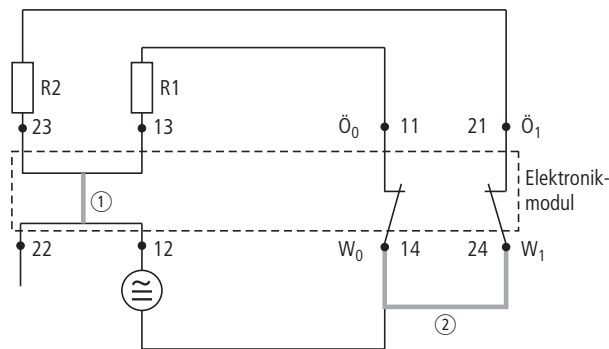 R2
R1
23
13
Ö0
11
21
Ö1
①
Elektronik-
modul
22
12
W0
14
24
W1
②